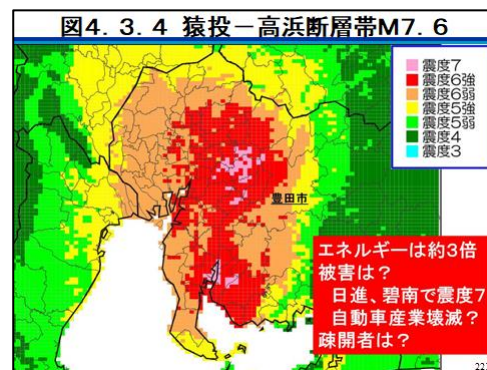 図4.3.4 猿投－高浜断層帯M7.6
震度7
震度6強
震度6弱
震度5強
震度5弱
震度4
震度3
豊田市
エネルギーは約3倍
被害は？
日進、碧南で震度7
自動車産業壊滅？
疎開者は？